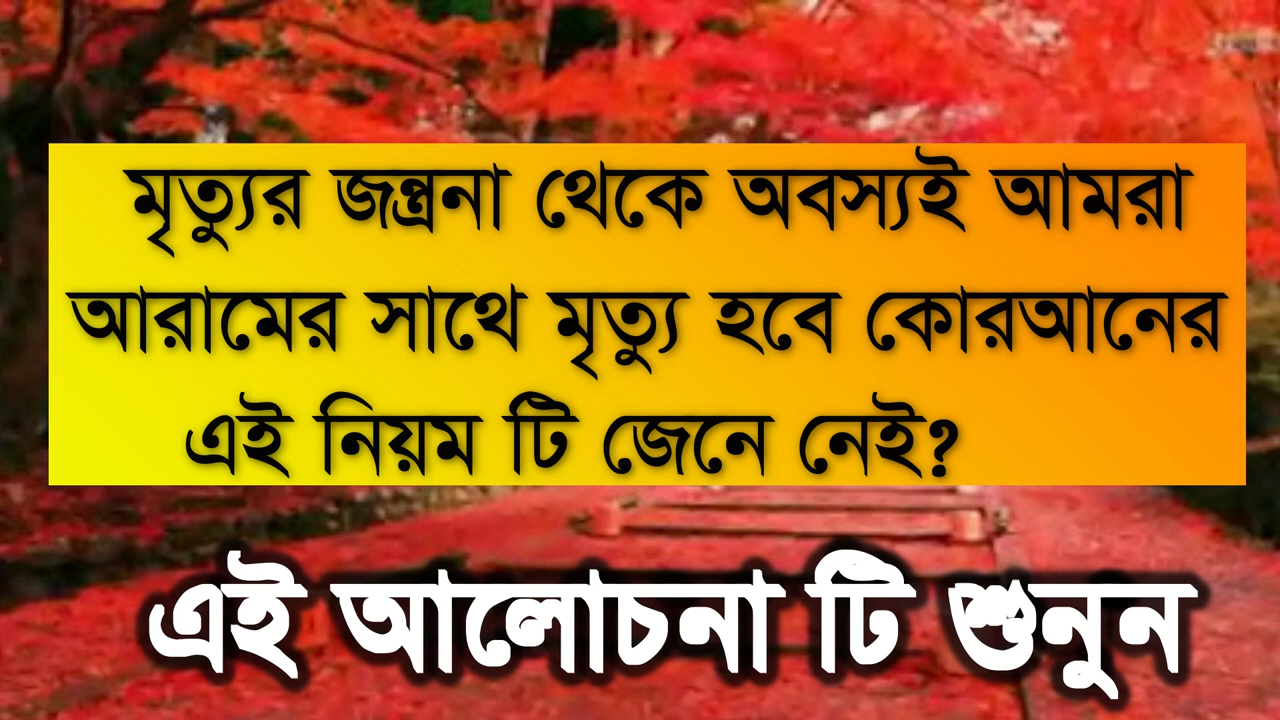 মৃত্যুর জন্ত্রনা থেকে অবস্যই আমরা
আরামের সাথে মৃত্যু হবে কোরআনের
এই নিয়ম টি জেনে নেই?
এই আলোচনা টি শুনুন